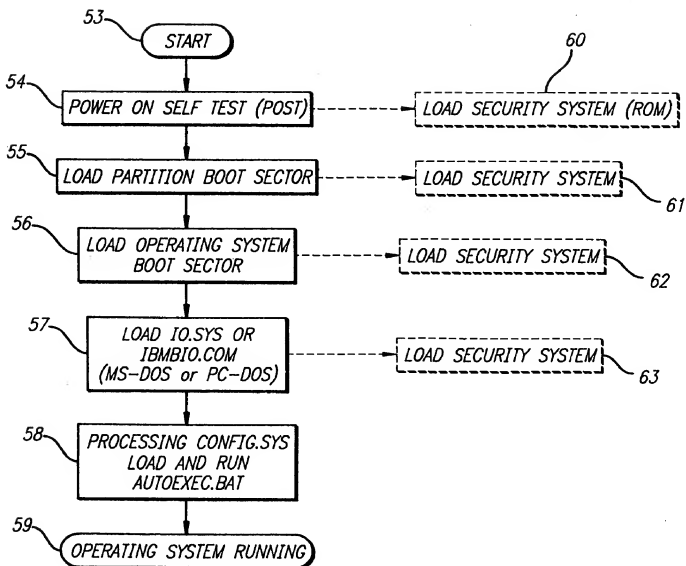 53
START
60
54
POWER ON SELF TEST (POST)
LOAD SECURITY SYSTEM (ROM)
55
LOAD PARTITION BOOT SECTOR
LOAD SECURITY SYSTEM
61
56
LOAD OPERATING SYSTEM
BOOT SECTOR
LOAD SECURITY SYSTEM
62
57
LOAD IO.SYS OR
IBMBIO.COM
(MS-DOS or PC-DOS)
LOAD SECURITY SYSTEM
63
58
PROCESSING CONFIG.SYS
LOAD AND RUN
AUTOEXEC.BAT
59
OPERATING SYSTEM RUNNING